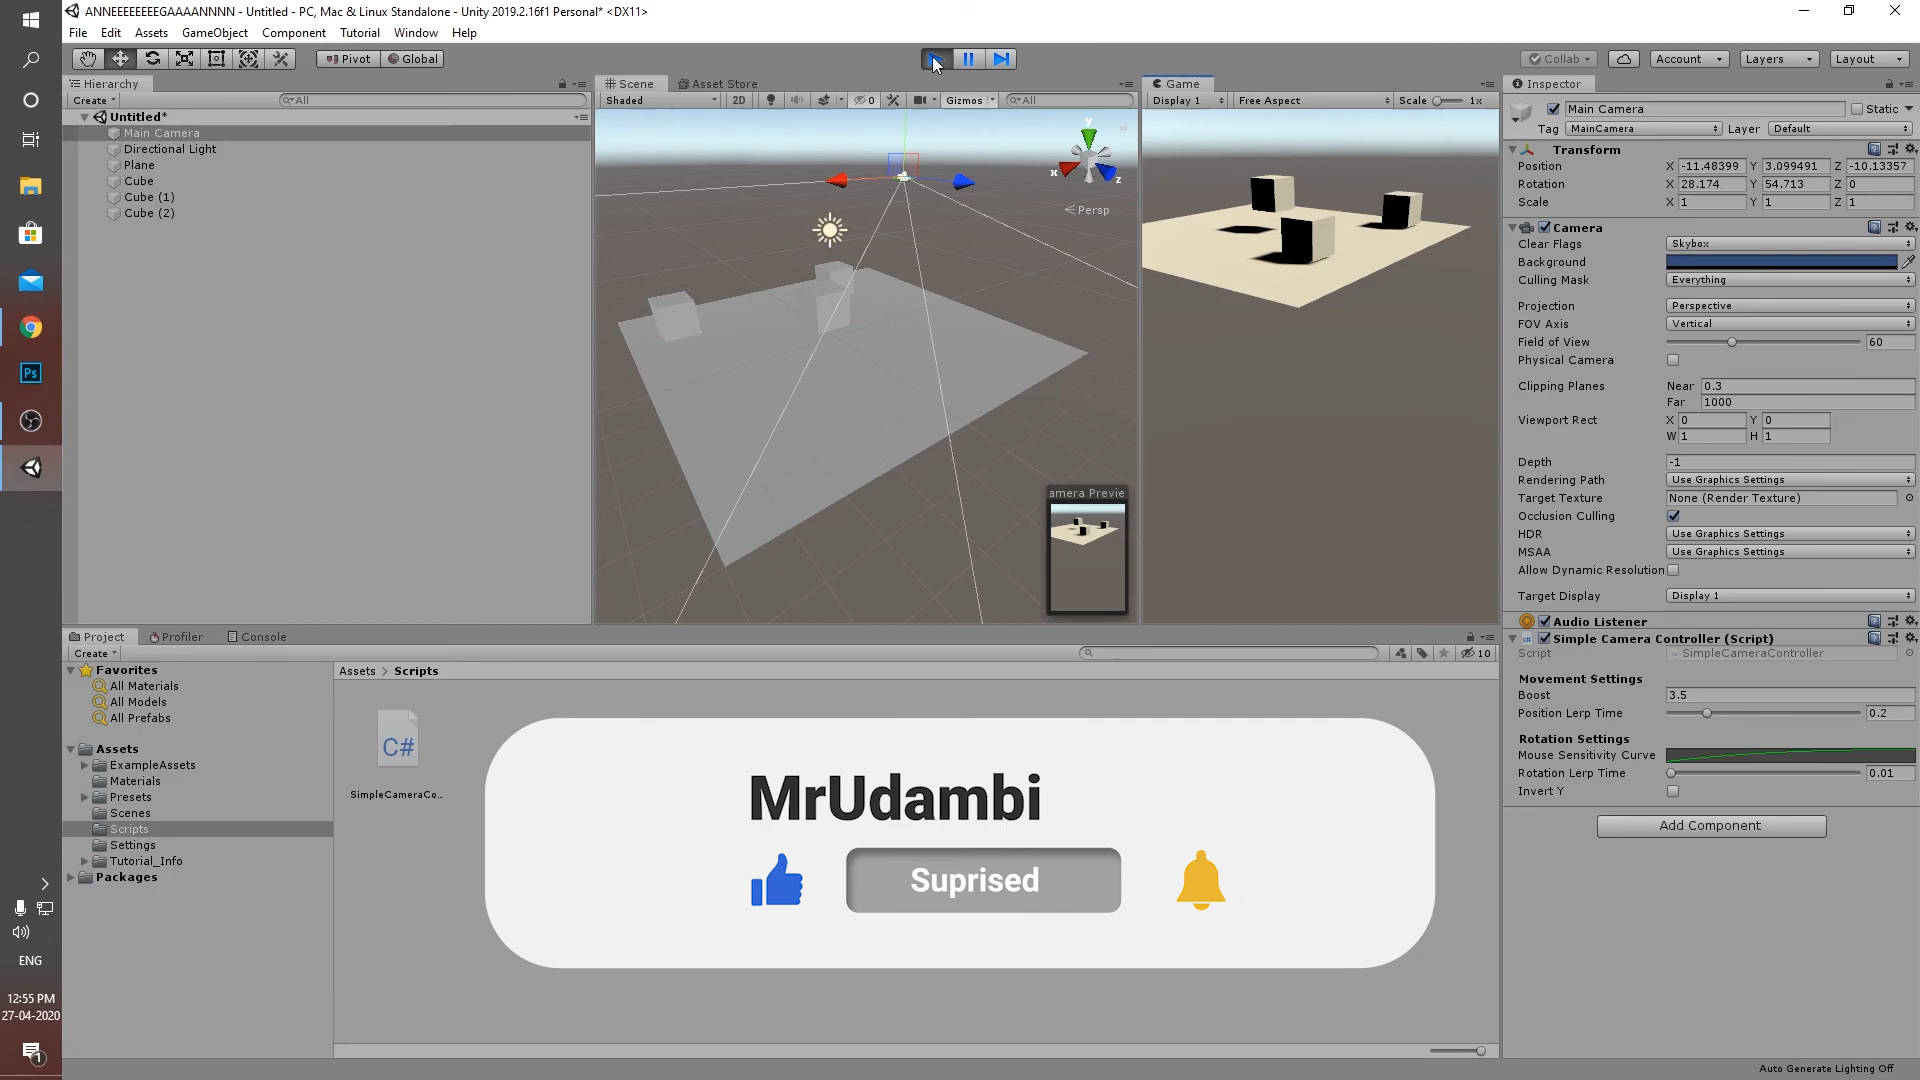 ANNEEEEEEEGAAAANNNN - Untitled - PC, Mac & Linux Standalone - Unity 2019.2.16f1 Personal* <DX11>
File Edit Assets GameObject Component Tutorial Window Help
Pivot Global
Collab Account Layers Layout
Hierarchy
Create All
Untitled*
Main Camera
Directional Light
Plane
Cube
Cube (1)
Cube (2)
Scene Asset Store
Shaded 2D 0 Gizmos All
y
x
z
Persp
amera Previe
Game
Display 1 Free Aspect Scale 1x
Inspector
Main Camera Static
Tag MainCamera Layer Default
Transform
Position X -11.48399 Y 3.099491 Z -10.13357
Rotation X 28.174 Y 54.713 Z 0
Scale X 1 Y 1 Z 1
Camera
Clear Flags Skybox
Background
Culling Mask Everything
Projection Perspective
FOV Axis Vertical
Field of View 60
Physical Camera
Clipping Planes Near 0.3
Far 1000
Viewport Rect X 0 Y 0
W 1 H 1
Depth -1
Rendering Path Use Graphics Settings
Target Texture None (Render Texture)
Occlusion Culling
HDR Use Graphics Settings
MSAA Use Graphics Settings
Allow Dynamic Resolution
Target Display Display 1
Audio Listener
Simple Camera Controller (Script)
Script SimpleCameraController
Movement Settings
Boost 3.5
Position Lerp Time 0.2
Rotation Settings
Mouse Sensitivity Curve
Rotation Lerp Time 0.01
Invert Y
Add Component
Project Profiler Console
Create 10
Favorites
All Materials
All Models
All Prefabs
Assets
ExampleAssets
Materials
Presets
Scenes
Scripts
Settings
Tutorial_Info
Packages
Assets > Scripts
C#
SimpleCameraCo...
MrUdambi
Suprised
Ps
ENG
12:55 PM
27-04-2020
1
Auto Generate Lighting Off